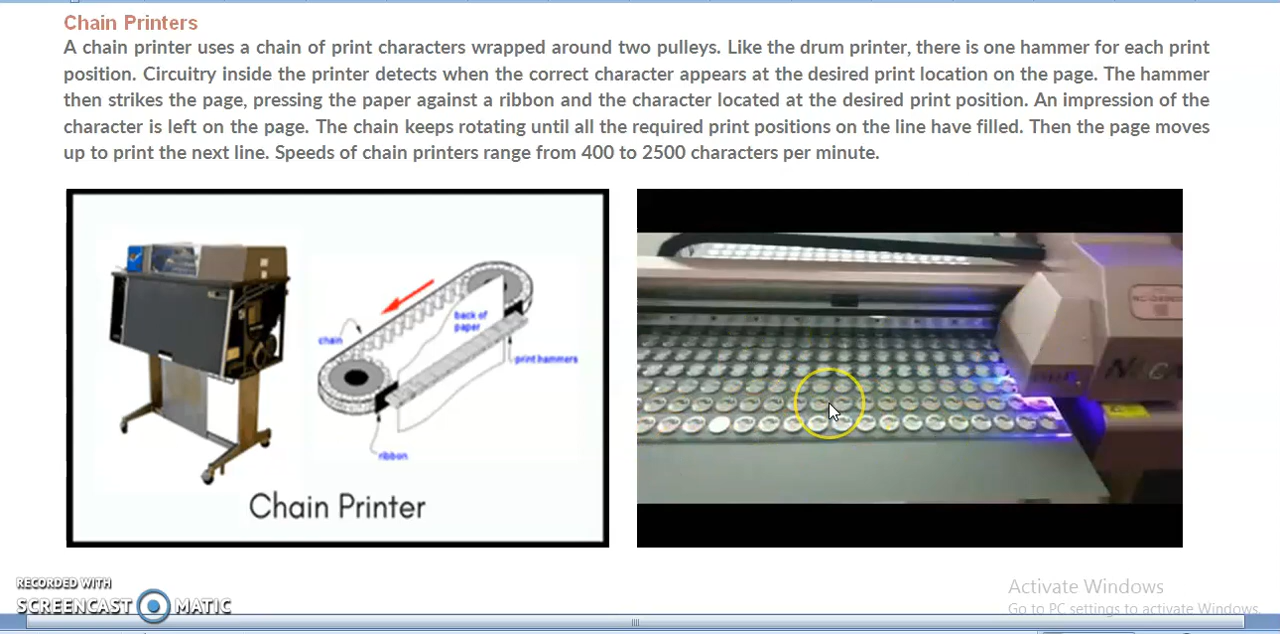 Chain Printers
A chain printer uses a chain of print characters wrapped around two pulleys. Like the drum printer, there is one hammer for each print
position. Circuitry inside the printer detects when the correct character appears at the desired print location on the page. The hammer
then strikes the page, pressing the paper against a ribbon and the character located at the desired print position. An impression of the
character is left on the page. The chain keeps rotating until all the required print positions on the line have filled. Then the page moves
up to print the next line. Speeds of chain printers range from 400 to 2500 characters per minute.
chain
back of
paper
print hammers
ribbon
Chain Printer
RECORDED WITH
SCREENCAST MATIC
Activate Windows
Go to PC settings to activate Windows.